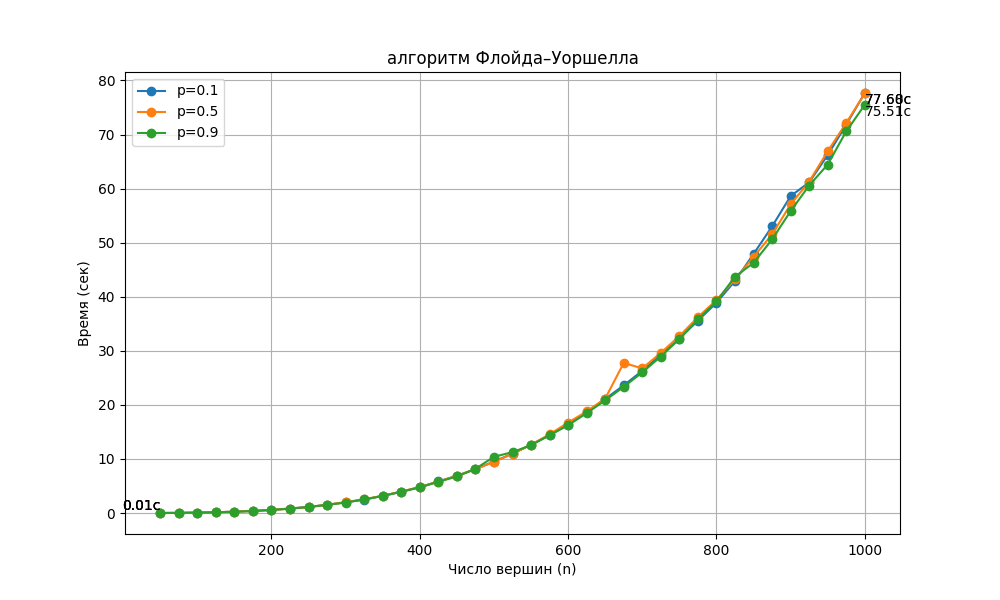 алгоритм Флойда–Уоршелла
p=0.1
p=0.5
p=0.9
80
70
60
50
40
30
20
10
0
Время (сек)
0.01с
77.68с
75.51с
200
400
600
800
1000
Число вершин (n)